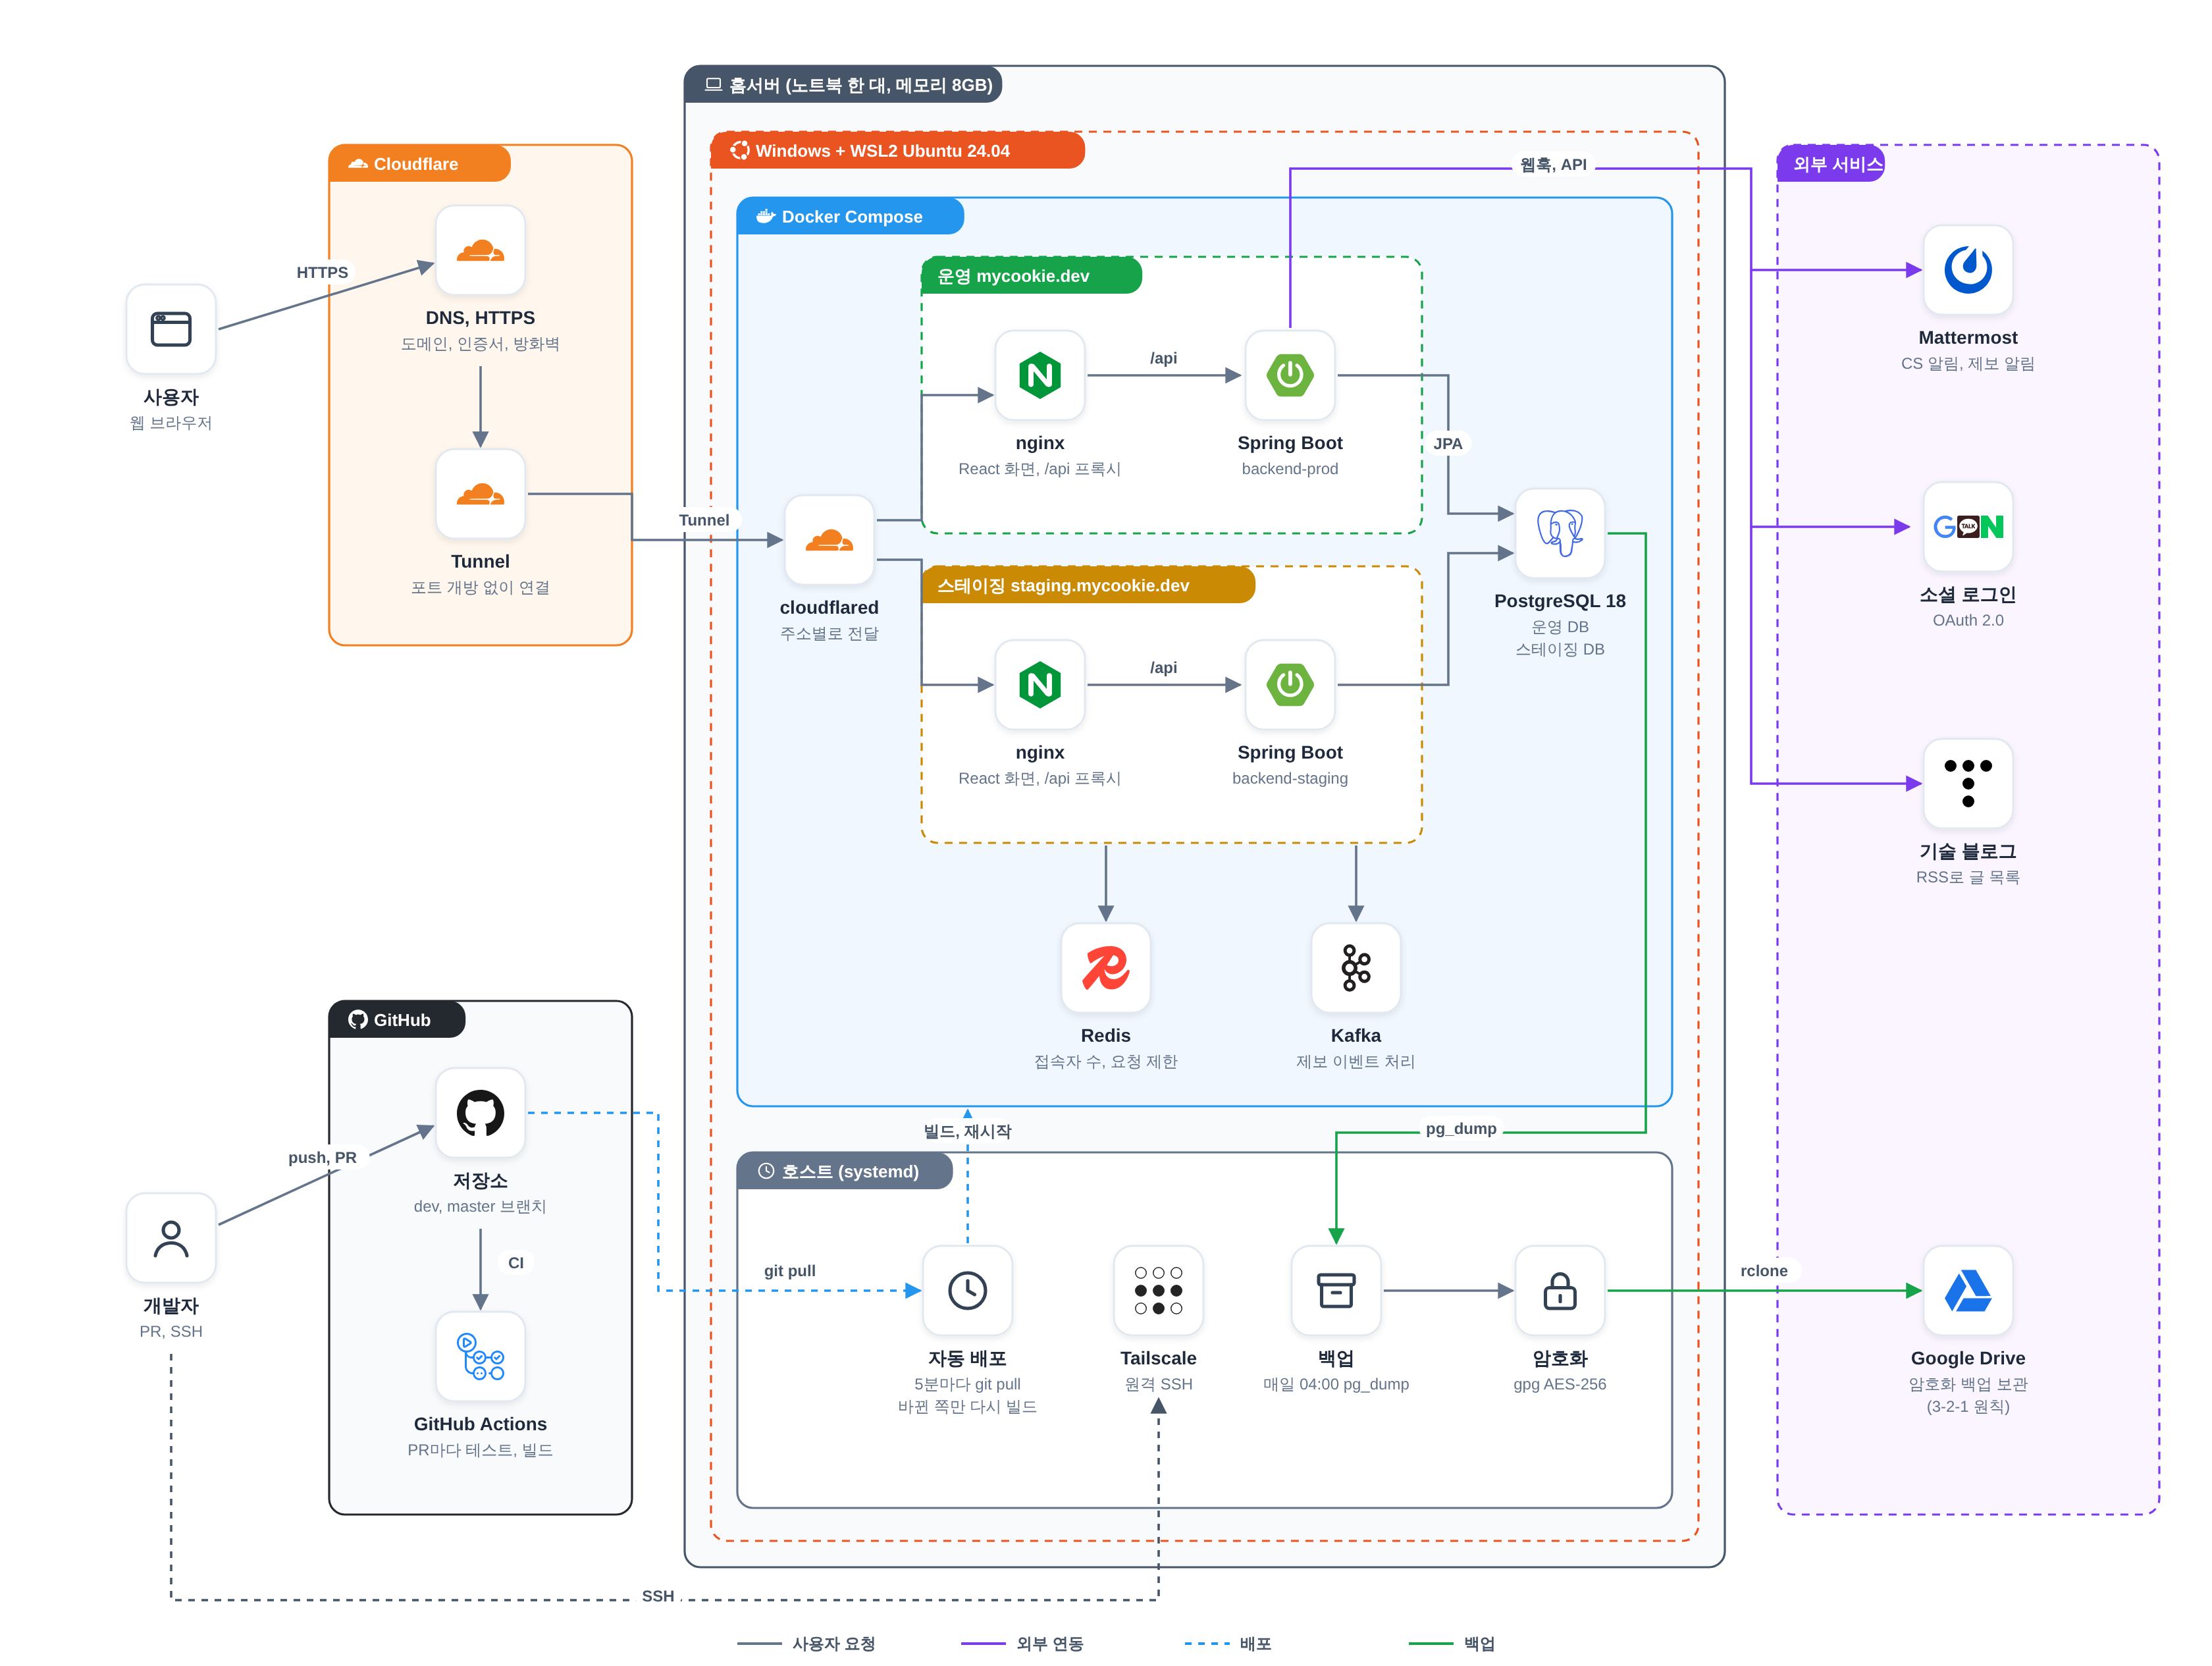 홈서버 (노트북 한 대, 메모리 8GB)
Windows + WSL2 Ubuntu 24.04
Docker Compose
Cloudflare
DNS, HTTPS
도메인, 인증서, 방화벽
HTTPS
사용자
웹 브라우저
Tunnel
포트 개방 없이 연결
Tunnel
cloudflared
주소별로 전달
운영 mycookie.dev
nginx
React 화면, /api 프록시
/api
Spring Boot
backend-prod
스테이징 staging.mycookie.dev
nginx
React 화면, /api 프록시
/api
Spring Boot
backend-staging
JPA
PostgreSQL 18
운영 DB
스테이징 DB
웹훅, API
Redis
접속자 수, 요청 제한
Kafka
제보 이벤트 처리
외부 서비스
Mattermost
CS 알림, 제보 알림
G TALK N
소셜 로그인
OAuth 2.0
기술 블로그
RSS로 글 목록
GitHub
저장소
dev, master 브랜치
push, PR
개발자
PR, SSH
CI
GitHub Actions
PR마다 테스트, 빌드
빌드, 재시작
pg_dump
호스트 (systemd)
git pull
자동 배포
5분마다 git pull
바뀐 쪽만 다시 빌드
Tailscale
원격 SSH
백업
매일 04:00 pg_dump
암호화
gpg AES-256
rclone
Google Drive
암호화 백업 보관
(3-2-1 원칙)
SSH
사용자 요청
외부 연동
배포
백업